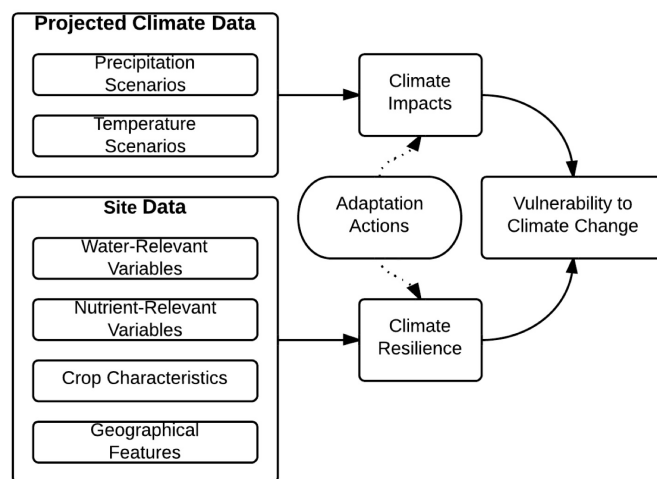 Projected Climate Data
Precipitation
Scenarios
Temperature
Scenarios
Site Data
Water-Relevant
Variables
Nutrient-Relevant
Variables
Crop Characteristics
Geographical
Features
Climate
Impacts
Adaptation
Actions
Climate
Resilience
Vulnerability to
Climate Change